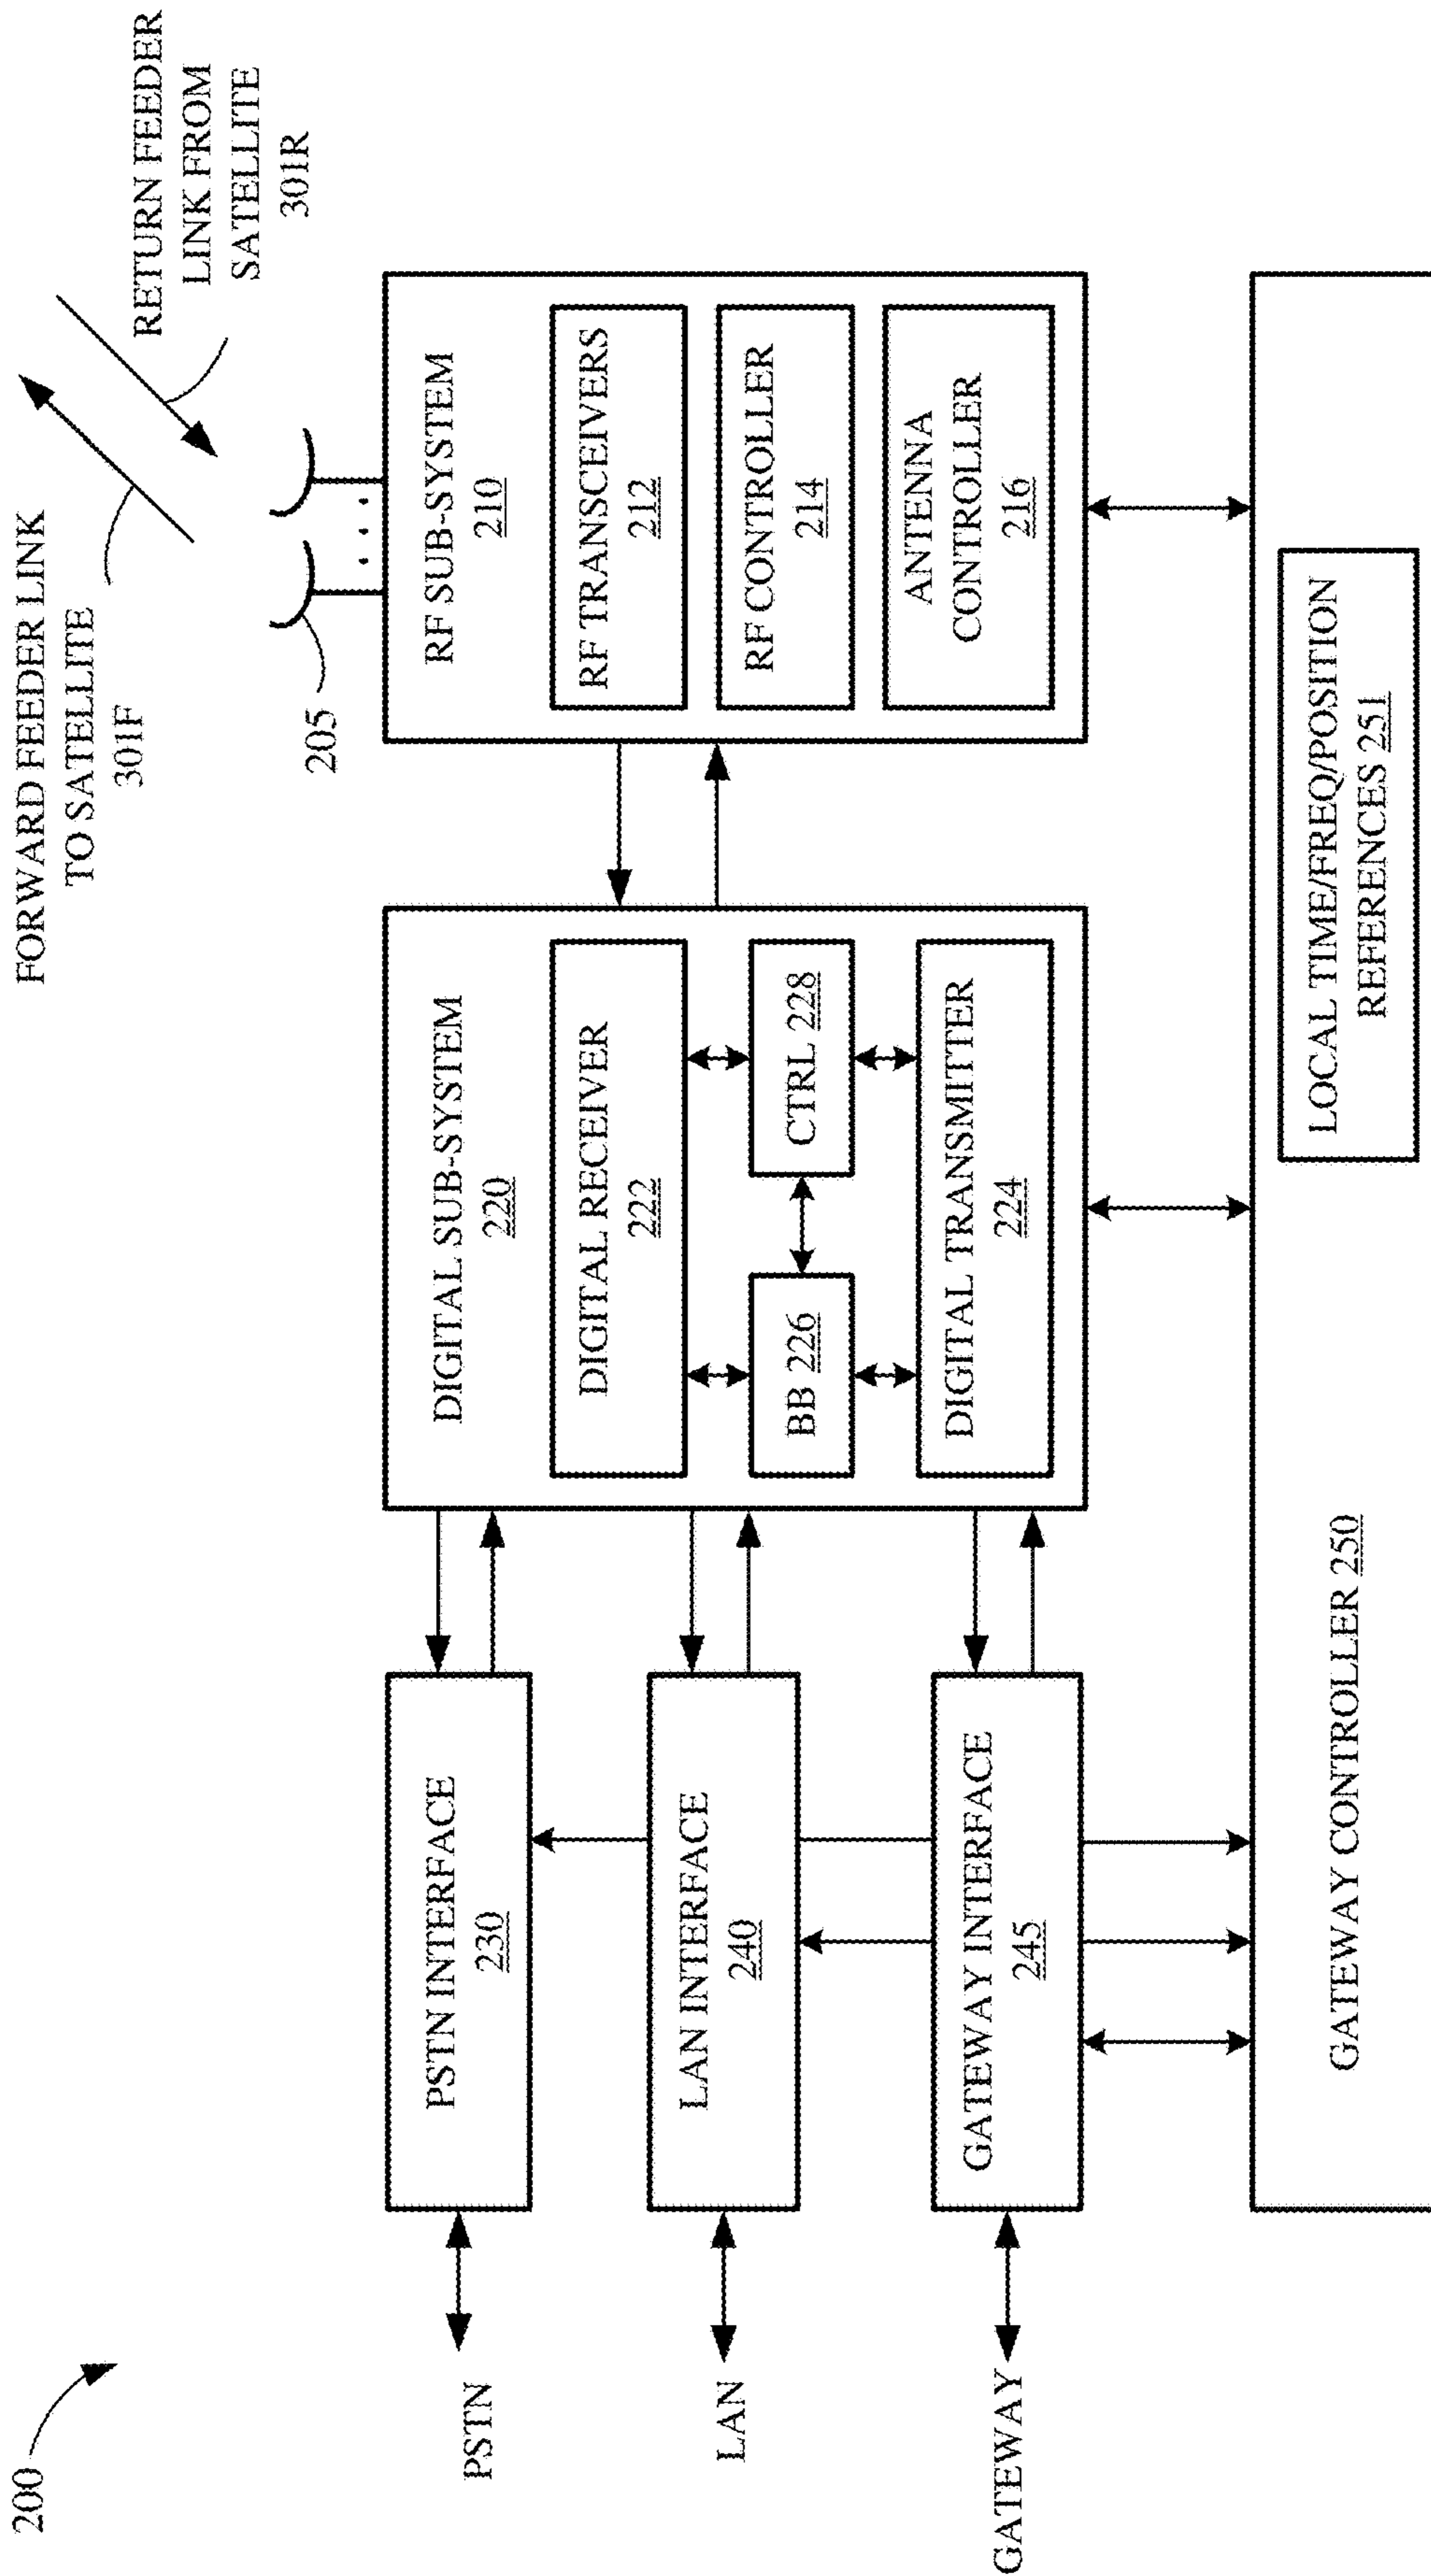 200
FORWARD FEEDER LINK
TO SATELLITE
301F
RETURN FEEDER
LINK FROM
SATELLITE
301R
205
PSTN
PSTN INTERFACE
230
LAN
LAN INTERFACE
240
GATEWAY
GATEWAY INTERFACE
245
DIGITAL SUB-SYSTEM
220
DIGITAL RECEIVER
222
BB 226
CTRL 228
DIGITAL TRANSMITTER
224
RF SUB-SYSTEM
210
RF TRANSCEIVERS
212
RF CONTROLLER
214
ANTENNA
CONTROLLER
216
GATEWAY CONTROLLER 250
LOCAL TIME/FREQ/POSITION
REFERENCES 251